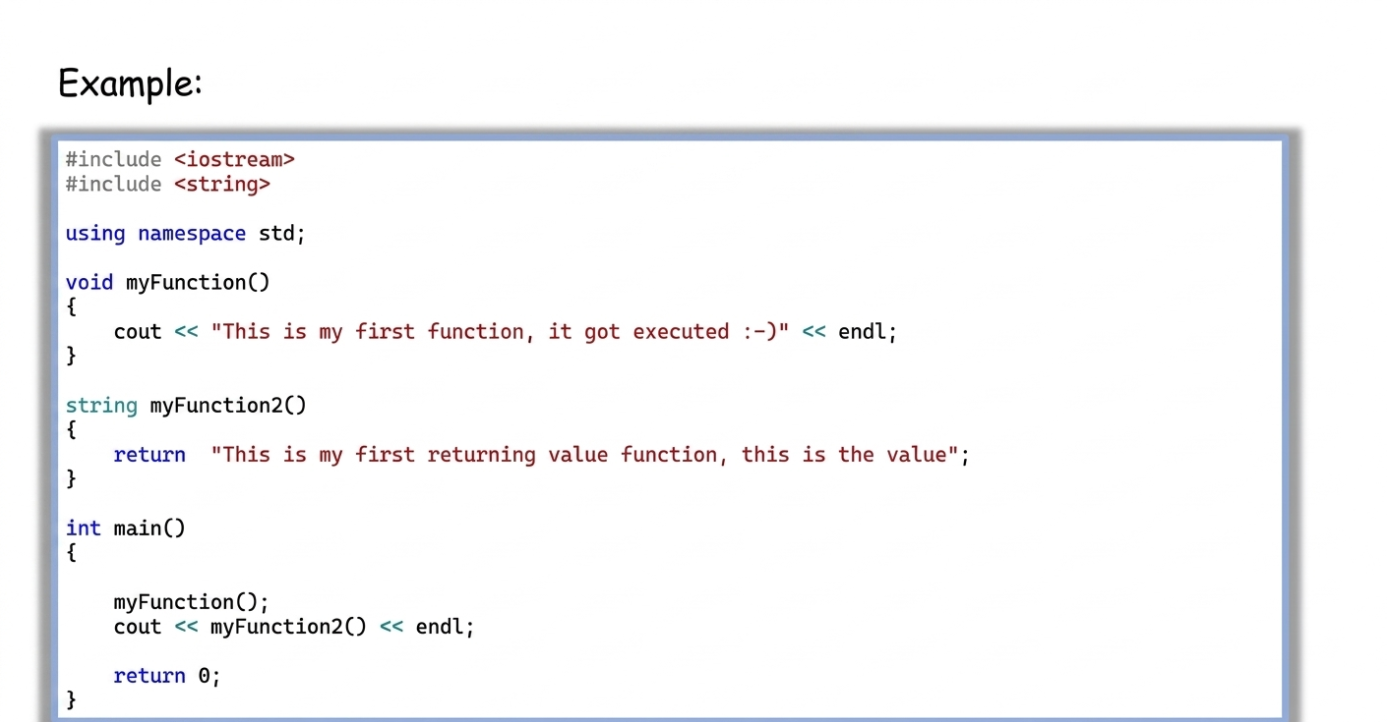 Example:
#include <iostream>
#include <string>
using namespace std;
void myFunction()
{
    cout << "This is my first function, it got executed :-)" << endl;
}
string myFunction2()
{
    return  "This is my first returning value function, this is the value";
}
int main()
{
    myFunction();
    cout << myFunction2() << endl;
    return 0;
}